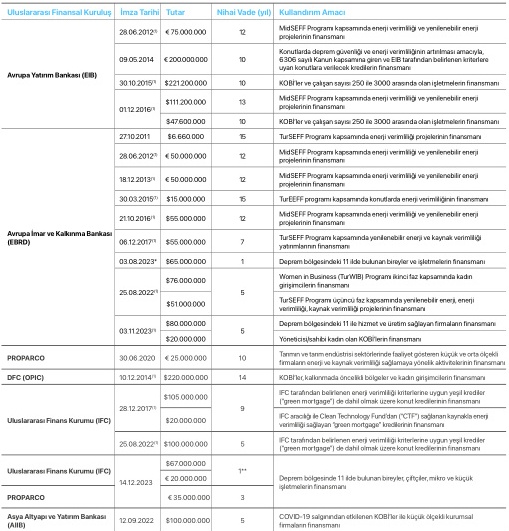 Uluslararası Finansal Kuruluş İmza Tarihi Tutar Nihai Vade (yıl) Kullandırım Amacı
28.06.2012⁽¹⁾ € 75.000.000 12 MidSEFF Programı kapsamında enerji verimliliği ve yenilenebilir enerji
projelerinin finansmanı
Avrupa Yatırım Bankası (EIB)
09.05.2014 € 200.000.000 10 Konutlarda deprem güvenliği ve enerji verimliliğinin artırılması amacıyla,
6306 sayılı Kanun kapsamına giren ve EIB tarafından belirlenen kriterlere
uyan konutlara verilecek kredilerin finansmanı
30.10.2015⁽¹⁾ $221.200.000 10 KOBİ'ler ve çalışan sayısı 250 ile 3000 arasında olan işletmelerin finansmanı
01.12.2016⁽¹⁾ $111.200.000 13 MidSEFF Programı kapsamında enerji verimliliği ve yenilenebilir enerji
projelerinin finansmanı
$47.600.000 10 KOBİ'ler ve çalışan sayısı 250 ile 3000 arasında olan işletmelerin finansmanı
Avrupa İmar ve Kalkınma Bankası
(EBRD)
27.10.2011 $6.660.000 15 TurSEFF Programı kapsamında enerji verimliliği projelerinin finansmanı
28.06.2012⁽¹⁾ € 50.000.000 12 MidSEFF Programı kapsamında enerji verimliliği ve yenilenebilir enerji
projelerinin finansmanı
18.12.2013⁽¹⁾ € 50.000.000 12 MidSEFF Programı kapsamında enerji verimliliği ve yenilenebilir enerji
projelerinin finansmanı
30.03.2015⁽¹⁾ $15.000.000 15 TurEEFF programı kapsamında konutlarda enerji verimliliğinin finansmanı
21.10.2016⁽¹⁾ $55.000.000 12 MidSEFF Programı kapsamında enerji verimliliği ve yenilenebilir enerji
projelerinin finansmanı
06.12.2017⁽¹⁾ $55.000.000 7 TurSEFF Programı kapsamında yenilenebilir enerji ve kaynak verimliliği
yatırımlarının finansmanı
03.08.2023* $65.000.000 1 Deprem bölgesindeki 11 ilde bulunan bireyler ve işletmelerin finansmanı
25.08.2022⁽¹⁾ $76.000.000 5 Women in Business (TurWIB) Programı ikinci faz kapsamında kadın
girişimcilerin finansmanı
$51.000.000 TurSEFF Programı üçüncü faz kapsamında yenilenebilir enerji, enerji
verimliliği, kaynak verimliliği projelerinin finansmanı
03.11.2023⁽¹⁾ $80.000.000 5 Deprem bölgesindeki 11 ile hizmet ve üretim sağlayan firmaların finansmanı
$20.000.000 Yöneticisi/sahibi kadın olan KOBİ'lerin finansmanı
PROPARCO 30.06.2020 € 25.000.000 10 Tarımın ve tarım endüstrisi sektörlerinde faaliyet gösteren küçük ve orta ölçekli
firmaların enerji ve kaynak verimliliği sağlamaya yönelik aktivitelerinin finansmanı
DFC (OPIC) 10.12.2014⁽¹⁾ $220.000.000 14 KOBİ'ler, kalkınmada öncelikli bölgeler ve kadın girişimcilerin finansmanı
Uluslararası Finans Kurumu (IFC)
28.12.2017⁽¹⁾ $105.000.000 9 IFC tarafından belirlenen enerji verimliliği kriterlerine uygun yeşil krediler
("green mortgage") de dahil olmak üzere konut kredilerinin finansmanı
$20.000.000 IFC aracılığı ile Clean Technology Fund'dan ("CTF") sağlanan kaynakla enerji
verimliliği sağlayan "green mortgage" kredilerinin finansmanı
25.08.2022⁽¹⁾ $100.000.000 5 IFC tarafından belirlenen enerji verimliliği kriterlerine uygun yeşil krediler
("green mortgage") de dahil olmak üzere konut kredilerinin finansmanı
Uluslararası Finans Kurumu (IFC) 14.12.2023 $67.000.000 1**
€ 20.000.000
Deprem bölgesinde 11 ilde bulunan bireyler, çiftçiler, mikro ve küçük
işletmelerin finansmanı
PROPARCO € 35.000.000 3
Asya Altyapı ve Yatırım Bankası
(AIIB)
12.09.2022 $100.000.000 5 COVID-19 salgınından etkilenen KOBİ'ler ile küçük ölçekli kurumsal
firmaların finansmanı